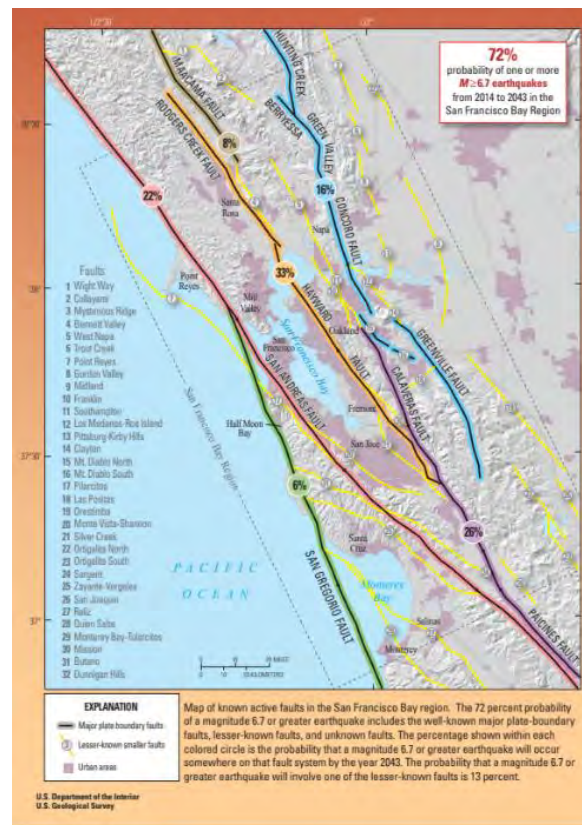 122°30'
122°
72%
probability of one or more
M≥6.7 earthquakes
from 2014 to 2043 in the
San Francisco Bay Region
HUNTING CREEK
BERRYESSA
GREEN VALLEY
CONCORD FAULT
MAACAMA FAULT
RODGERS CREEK FAULT
38°30'
8%
22%
16%
Santa
Rosa
Napa
33%
Faults
1 Wight Way
2 Collayami
3 Mysterious Ridge
4 Bennett Valley
5 West Napa
6 Trout Creek
7 Point Reyes
8 Gordon Valley
9 Midland
10 Franklin
11 Southampton
12 Los Medanos-Roe Island
13 Pittsburg-Kirby Hills
14 Clayton
15 Mt. Diablo North
16 Mt. Diablo South
17 Pilarcitos
18 Las Positas
19 Orestimba
20 Monte Vista-Shannon
21 Silver Creek
22 Ortigalita North
23 Ortigalita South
24 Sargent
25 Zayante-Vergeles
26 San Joaquin
27 Reliz
28 Quien Sabe
29 Monterey Bay-Tularcitos
30 Mission
31 Butano
32 Dunnigan Hills
38°
Point
Reyes
Mill
Valley
San
Francisco
San Francisco Bay
Oakland
HAYWARD
FAULT
CALAVERAS FAULT
GREENVILLE FAULT
San Francisco Bay Region
SAN ANDREAS FAULT
Half Moon
Bay
Fremont
San Jose
37°30'
6%
26%
Santa
Cruz
SAN GREGORIO FAULT
PAICINES FAULT
PACIFIC
OCEAN
Monterey
Bay
Salinas
Monterey
37°
EXPLANATION
Major plate boundary faults
Lesser-known smaller faults
Urban areas
Map of known active faults in the San Francisco Bay region. The 72 percent probability
of a magnitude 6.7 or greater earthquake includes the well-known major plate-boundary
faults, lesser-known faults, and unknown faults. The percentage shown within each
colored circle is the probability that a magnitude 6.7 or greater earthquake will occur
somewhere on that fault system by the year 2043. The probability that a magnitude 6.7 or
greater earthquake will involve one of the lesser-known faults is 13 percent.
U.S. Department of the Interior
U.S. Geological Survey